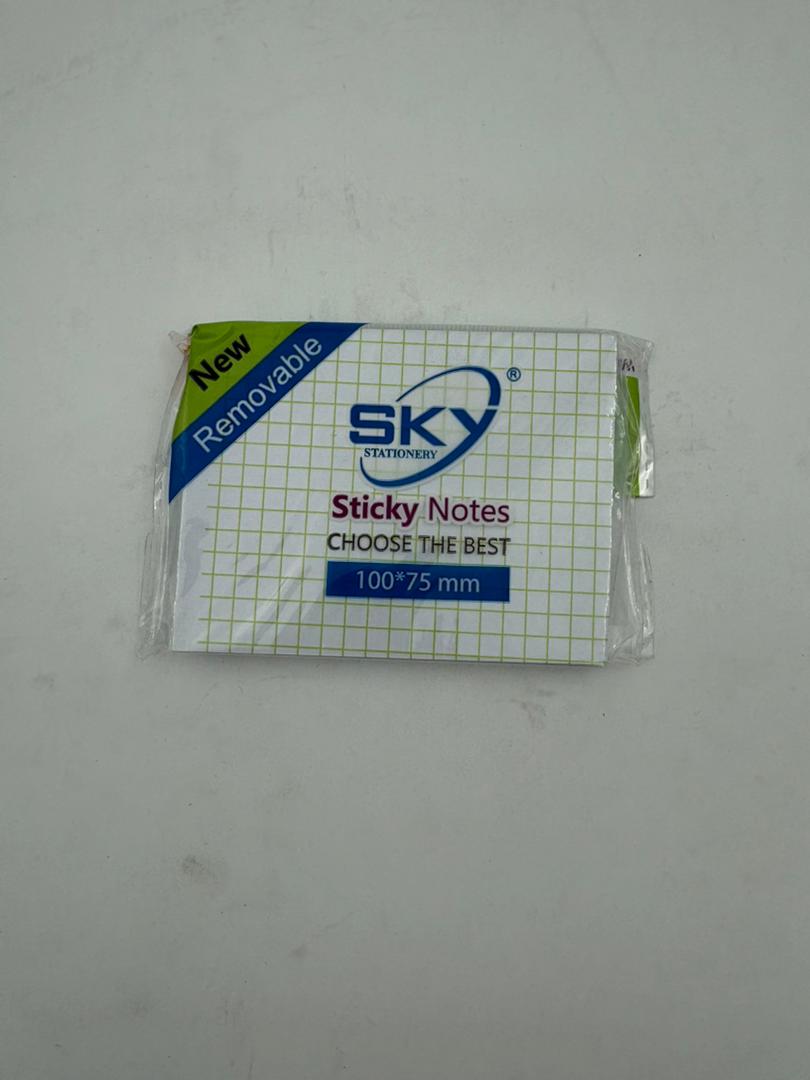 New
Removable
SKY ®
STATIONERY
Sticky Notes
CHOOSE THE BEST
100*75 mm